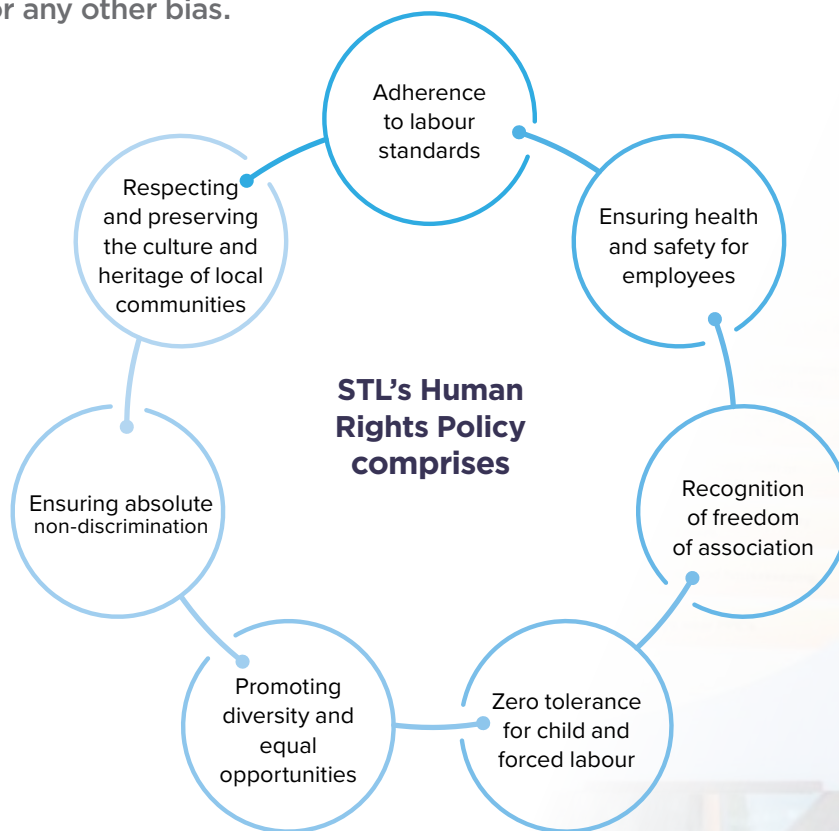 or any other bias.
Adherence
to labour
standards
Ensuring health
and safety for
employees
Recognition
of freedom
of association
Zero tolerance
for child and
forced labour
Promoting
diversity and
equal
opportunities
Ensuring absolute
non-discrimination
Respecting
and preserving
the culture and
heritage of local
communities
STL’s Human
Rights Policy
comprises